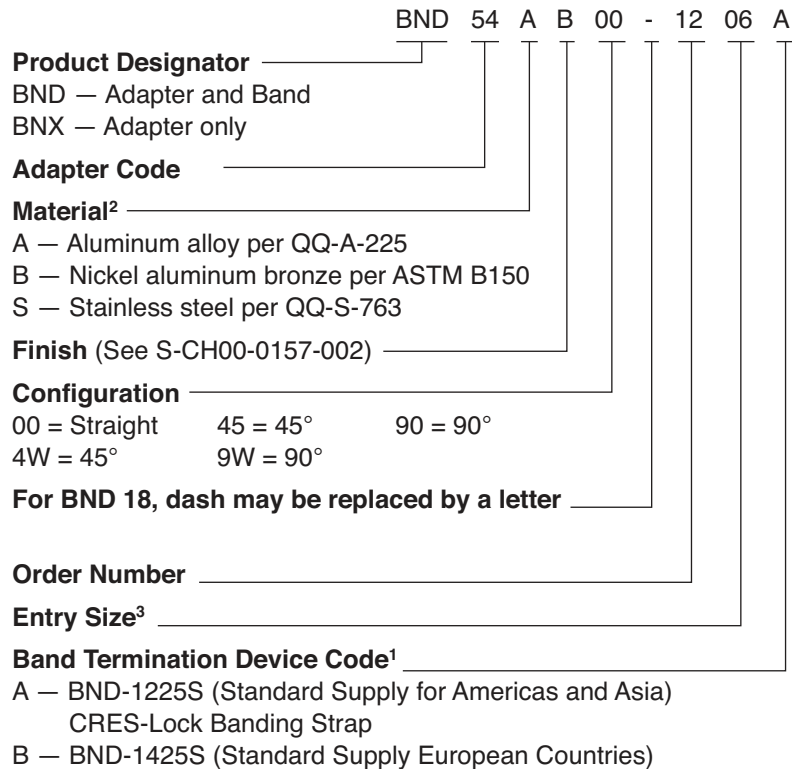 BND 54 A B 00 - 12 06 A
Product Designator
BND — Adapter and Band
BNX — Adapter only
Adapter Code
Material²
A — Aluminum alloy per QQ-A-225
B — Nickel aluminum bronze per ASTM B150
S — Stainless steel per QQ-S-763
Finish (See S-CH00-0157-002)
Configuration
00 = Straight 45 = 45° 90 = 90°
4W = 45° 9W = 90°
For BND 18, dash may be replaced by a letter
Order Number
Entry Size³
Band Termination Device Code¹
A — BND-1225S (Standard Supply for Americas and Asia)
CRES-Lock Banding Strap
B — BND-1425S (Standard Supply European Countries)